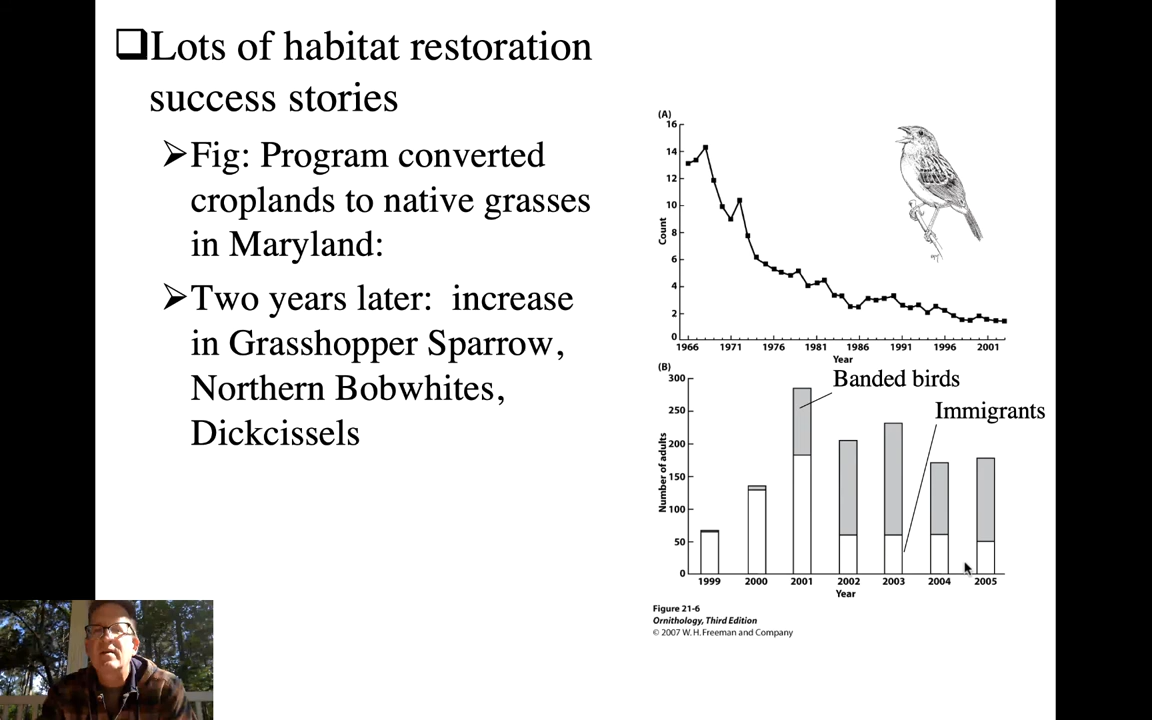 ❑Lots of habitat restoration
success stories
➢Fig: Program converted
croplands to native grasses
in Maryland:
➢Two years later:  increase
in Grasshopper Sparrow,
Northern Bobwhites,
Dickcissels
(A)
16
14
12
10
8
6
4
2
0
Count
1966 1971 1976 1981 1986 1991 1996 2001
Year
(B)
300
250
200
150
100
50
0
Number of adults
Banded birds
Immigrants
1999 2000 2001 2002 2003 2004 2005
Year
Figure 21-6
Ornithology, Third Edition
© 2007 W. H. Freeman and Company